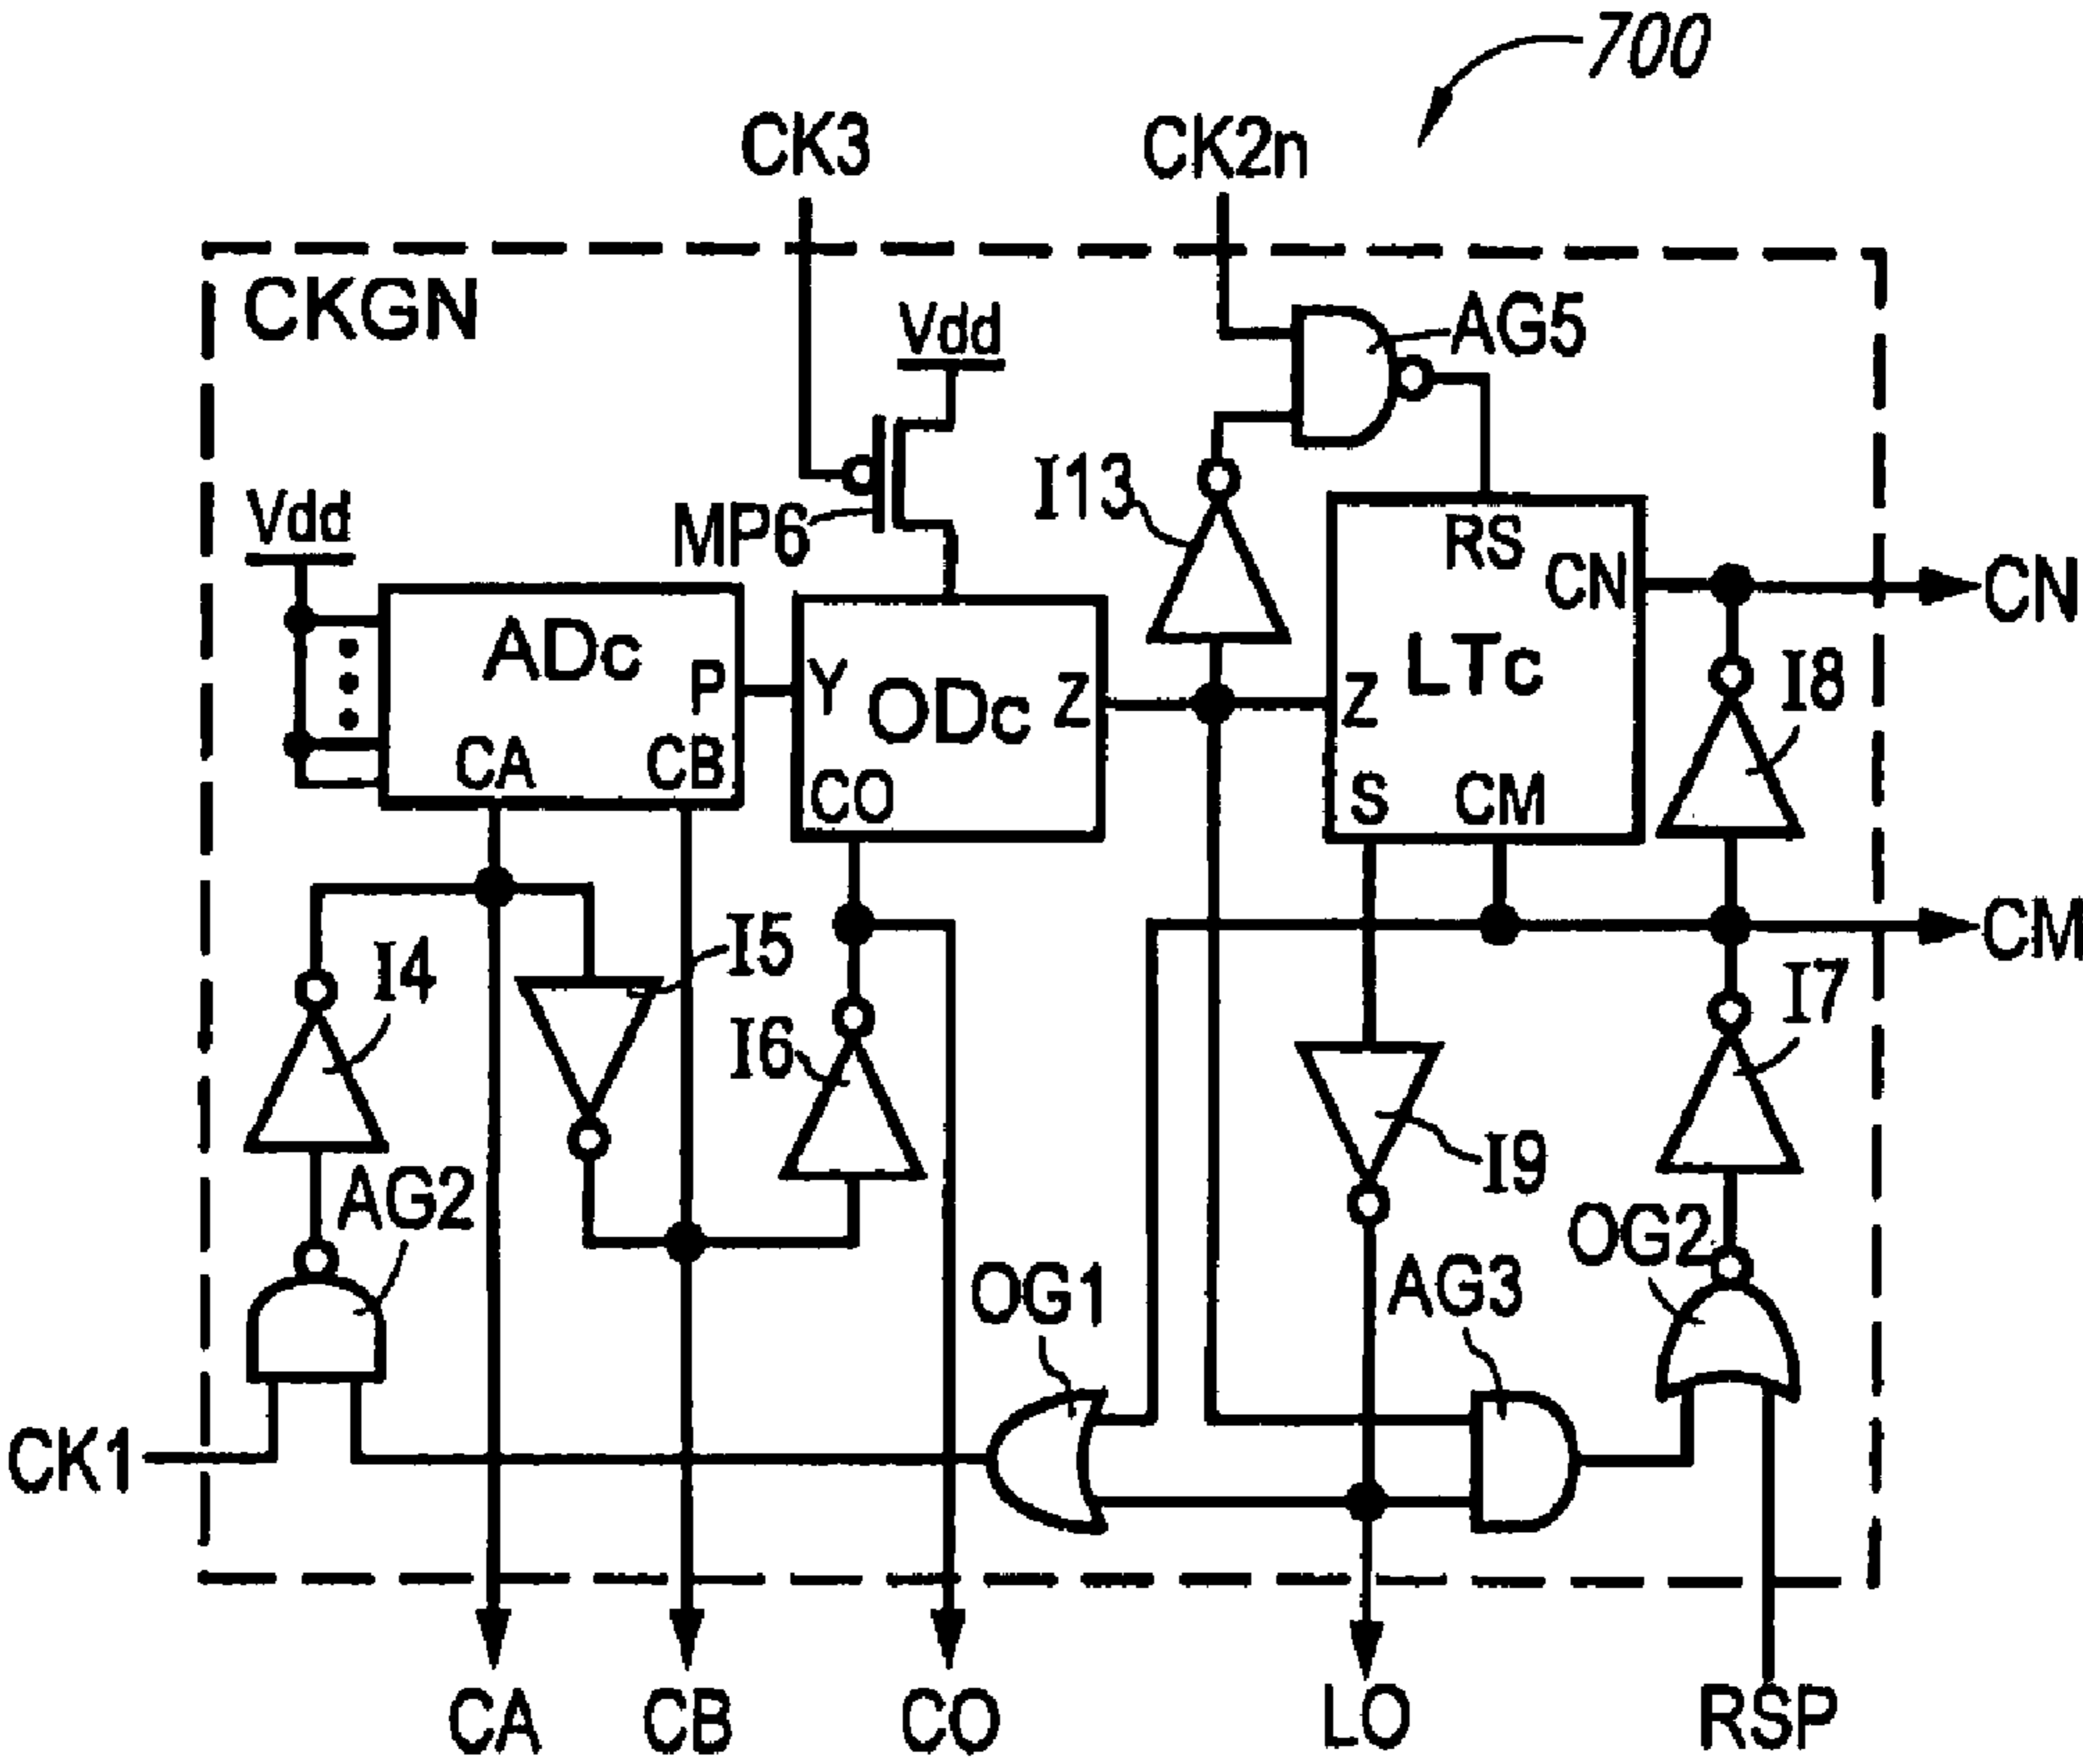 700
CK3
CK2n
CKGN
Vdd
AG5
Vdd
MP6
I13
RS
CN
CN
ADc
P
CA
CB
Y
ODc
Z
CO
Z
LTc
S
CM
I8
CM
I4
I5
I6
I7
I9
AG2
OG1
AG3
OG2
CK1
CA
CB
CO
LO
RSP